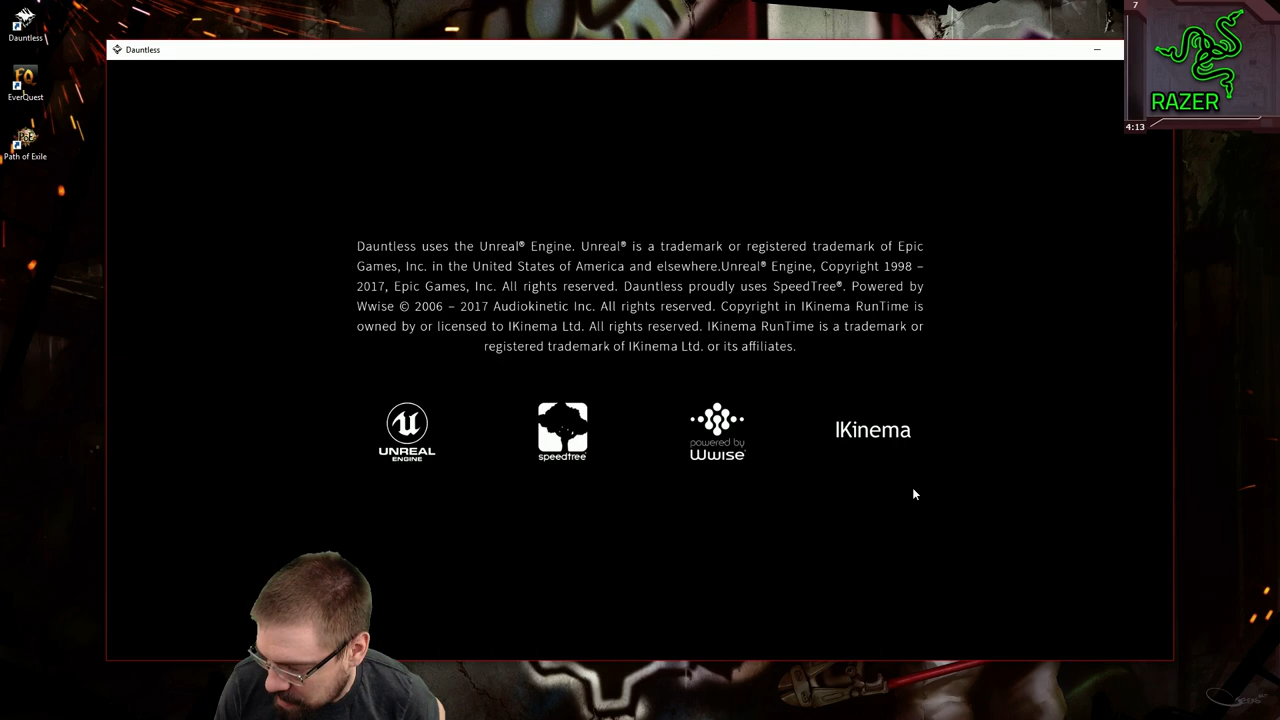 Dauntless
EverQuest
Path of Exile
Dauntless
7
RAZER
4:13
Dauntless uses the Unreal® Engine. Unreal® is a trademark or registered trademark of Epic
Games, Inc. in the United States of America and elsewhere.Unreal® Engine, Copyright 1998 –
2017, Epic Games, Inc. All rights reserved. Dauntless proudly uses SpeedTree®. Powered by
Wwise © 2006 – 2017 Audiokinetic Inc. All rights reserved. Copyright in IKinema RunTime is
owned by or licensed to IKinema Ltd. All rights reserved. IKinema RunTime is a trademark or
registered trademark of IKinema Ltd. or its affiliates.
UNREAL
ENGINE
speedtree
powered by
Wwise
IKinema